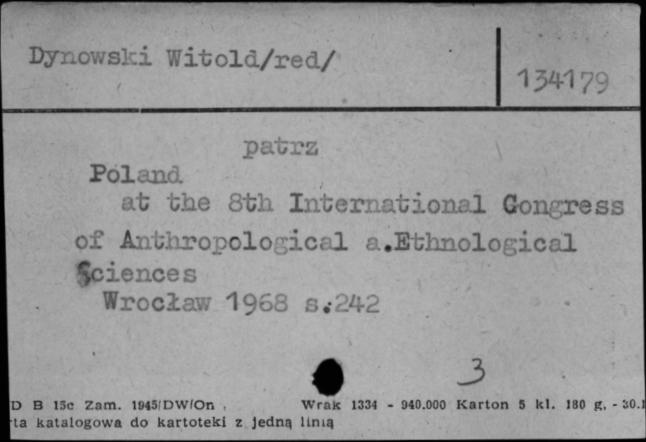 Dynowski Witold/red/
134179
patrz
Poland
at the 8th International Congress
of Anthropological a.Ethnological
Sciences
Wrocław 1968 s.242
3
D B 15c Zam. 1945/DW/On Wrak 1334 - 940.000 Karton 5 kl. 180 g, - 30.1
ta katalogowa do kartoteki z jedną linią